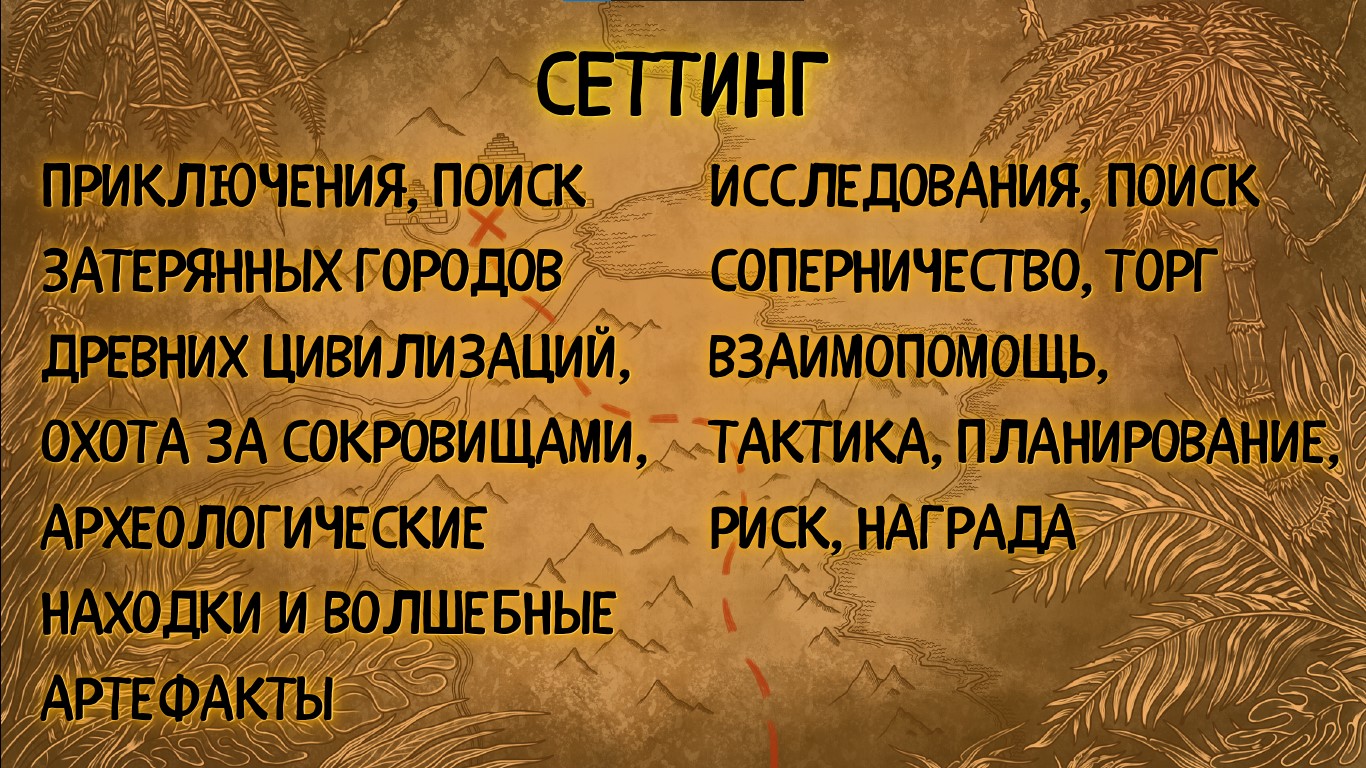 СЕТТИНГ
ПРИКЛЮЧЕНИЯ, ПОИСК
ЗАТЕРЯННЫХ ГОРОДОВ
ДРЕВНИХ ЦИВИЛИЗАЦИЙ,
ОХОТА ЗА СОКРОВИЩАМИ,
АРХЕОЛОГИЧЕСКИЕ
НАХОДКИ И ВОЛШЕБНЫЕ
АРТЕФАКТЫ
ИССЛЕДОВАНИЯ, ПОИСК
СОПЕРНИЧЕСТВО, ТОРГ
ВЗАИМОПОМОЩЬ,
ТАКТИКА, ПЛАНИРОВАНИЕ,
РИСК, НАГРАДА